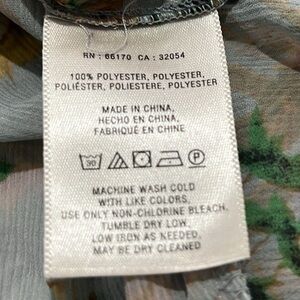 RN : 66170 CA : 32054
100% POLYESTER, POLYESTER,
POLIÉSTER, POLIESTERE, POLYESTER
MADE IN CHINA,
HECHO EN CHINA,
FABRIQUÉ EN CHINE
30 P
MACHINE WASH COLD
WITH LIKE COLORS.
USE ONLY NON-CHLORINE BLEACH.
TUMBLE DRY LOW.
LOW IRON AS NEEDED.
MAY BE DRY CLEANED